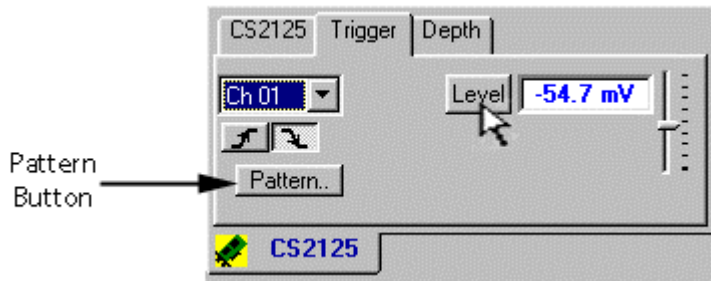 CS2125 Trigger Depth
Ch 01 Level -54.7 mV
Pattern
Button
Pattern..
CS2125